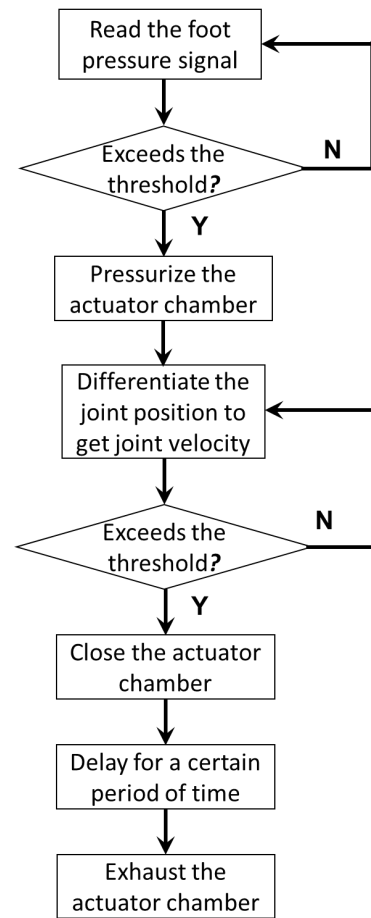 Read the foot
pressure signal
Exceeds the
threshold?
N
Y
Pressurize the
actuator chamber
Differentiate the
joint position to
get joint velocity
Exceeds the
threshold?
N
Y
Close the actuator
chamber
Delay for a certain
period of time
Exhaust the
actuator chamber